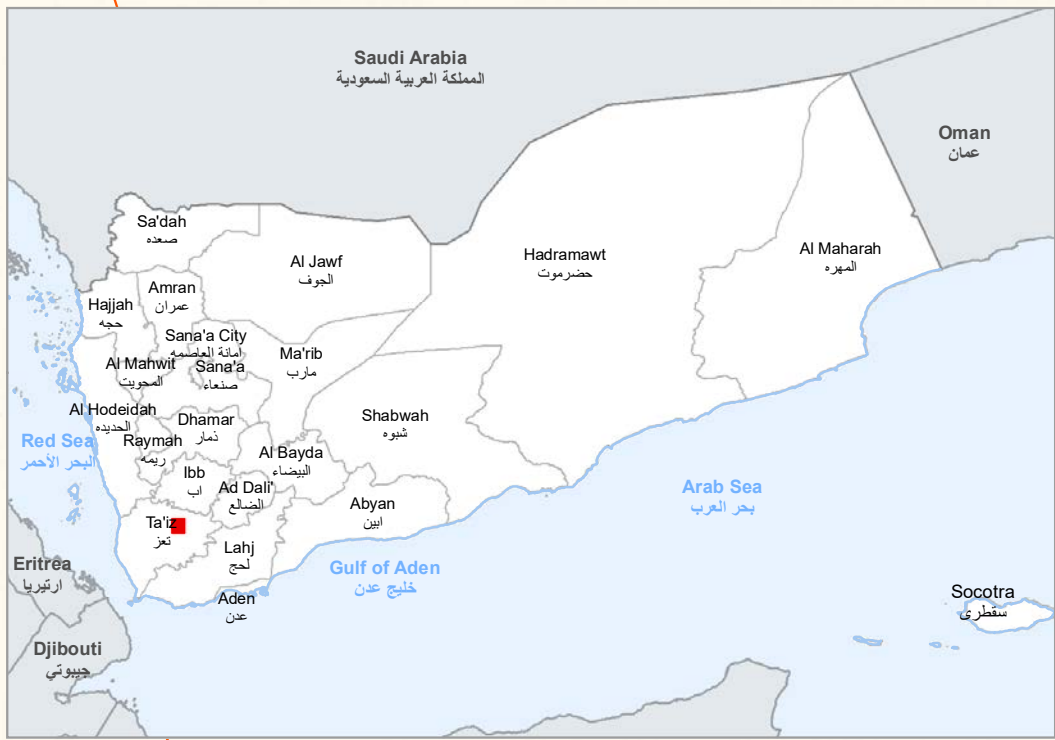 Saudi Arabia
المملكة العربية السعودية
Oman
عمان
Sa'dah
صعده
Al Jawf
الجوف
Hadramawt
حضرموت
Al Maharah
المهره
Amran
عمران
Hajjah
حجه
Sana'a City
أمانة العاصمه
Ma'rib
مارب
Al Mahwit
المحويت
Sana'a
صنعاء
Al Hodeidah
الحديده
Dhamar
ذمار
Shabwah
شبوه
Red Sea
البحر الأحمر
Raymah
ريمه
Al Bayda
البيضاء
Ibb
اب
Ad Dali'
الضالع
Abyan
ابين
Arab Sea
بحر العرب
Ta'iz
تعز
Lahj
لحج
Eritrea
ارتيريا
Gulf of Aden
خليج عدن
Aden
عدن
Socotra
سقطرى
Djibouti
جيبوتي